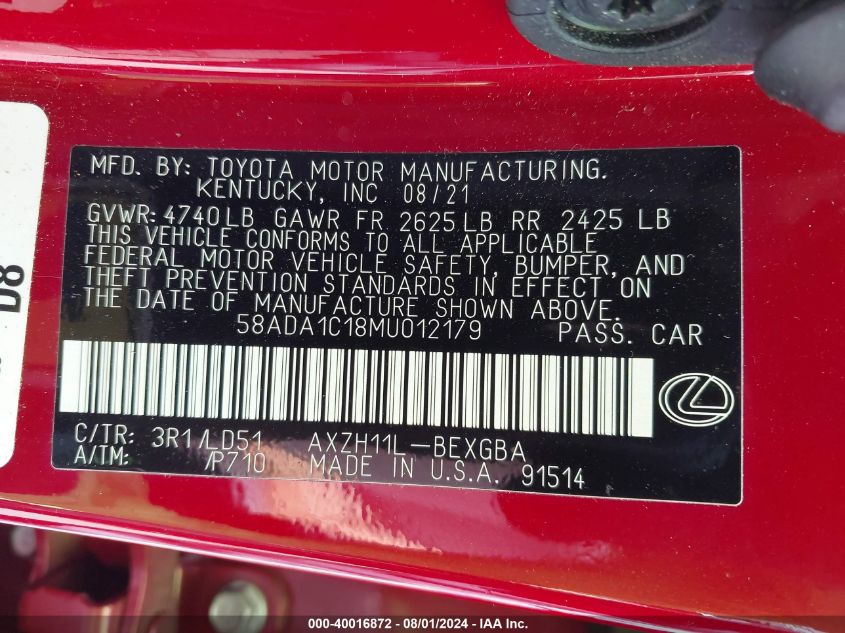 MFD. BY: TOYOTA MOTOR MANUFACTURING.
KENTUCKY, INC 08/21
GVWR: 4740LB GAWR FR 2625LB RR 2425 LB
THIS VEHICLE CONFORMS TO ALL APPLICABLE
FEDERAL MOTOR VEHICLE SAFETY, BUMPER, AND
THEFT PREVENTION STANDARDS IN EFFECT ON
THE DATE OF MANUFACTURE SHOWN ABOVE.
58ADA1C18MU012179 PASS. CAR
C/TR: 3R1/LD51 AXZH11L-BEXGBA
A/TM: /P710 MADE IN U.S.A. 91514
D8
000-40016872 - 08/01/2024 - IAA Inc.